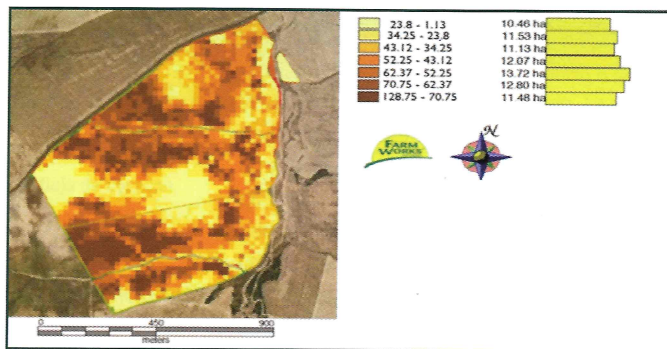 23.8 - 1.13 10.46 ha
34.25 - 23,8 11.53 ha
43.12 - 34.25 11.13 ha
52.25 - 43.12 12.07 ha
62.37 - 52.25 13.72 ha
70.75 - 62.37 12.80 ha
128.75 - 70.75 11.48 ha
FARM
WORKS
N
0 450 900
meters